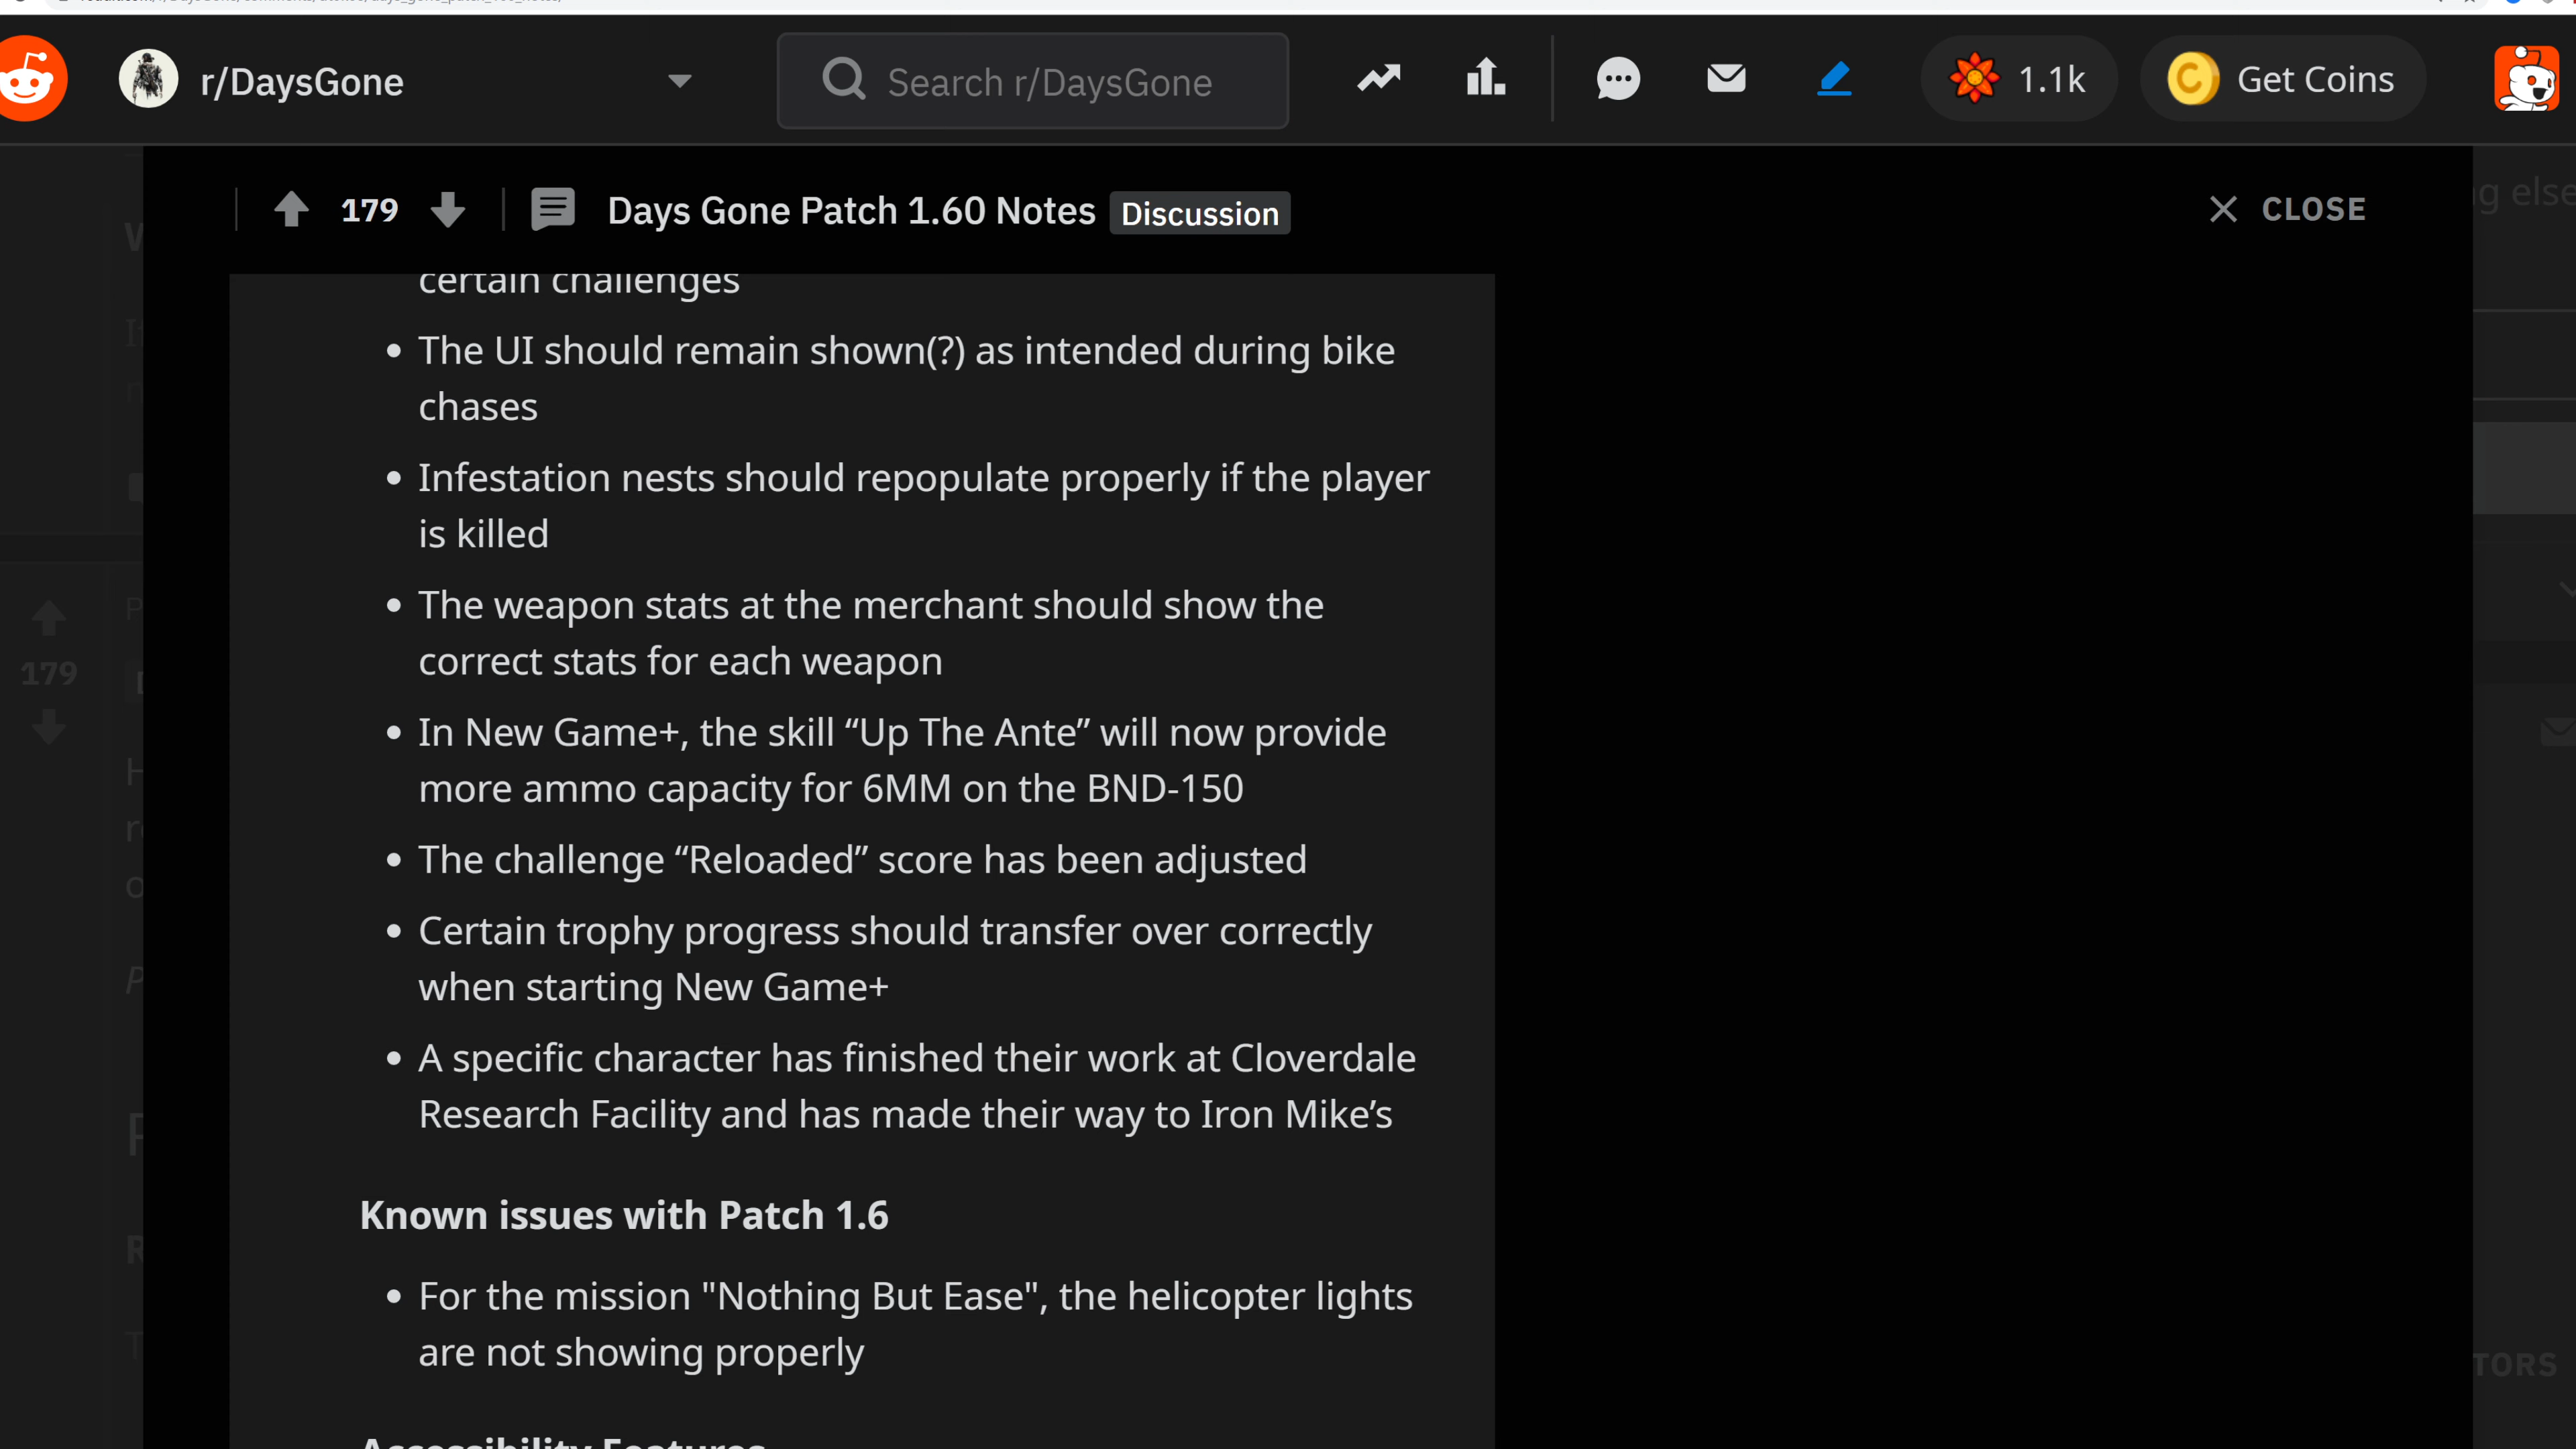 r/DaysGone
Search r/DaysGone
1.1k
Get Coins
179
Days Gone Patch 1.60 Notes
Discussion
CLOSE
certain challenges
• The UI should remain shown(?) as intended during bike
chases
• Infestation nests should repopulate properly if the player
is killed
• The weapon stats at the merchant should show the
correct stats for each weapon
• In New Game+, the skill “Up The Ante” will now provide
more ammo capacity for 6MM on the BND-150
• The challenge “Reloaded” score has been adjusted
• Certain trophy progress should transfer over correctly
when starting New Game+
• A specific character has finished their work at Cloverdale
Research Facility and has made their way to Iron Mike’s
Known issues with Patch 1.6
• For the mission "Nothing But Ease", the helicopter lights
are not showing properly
Accessibility Features
179
else
TORS